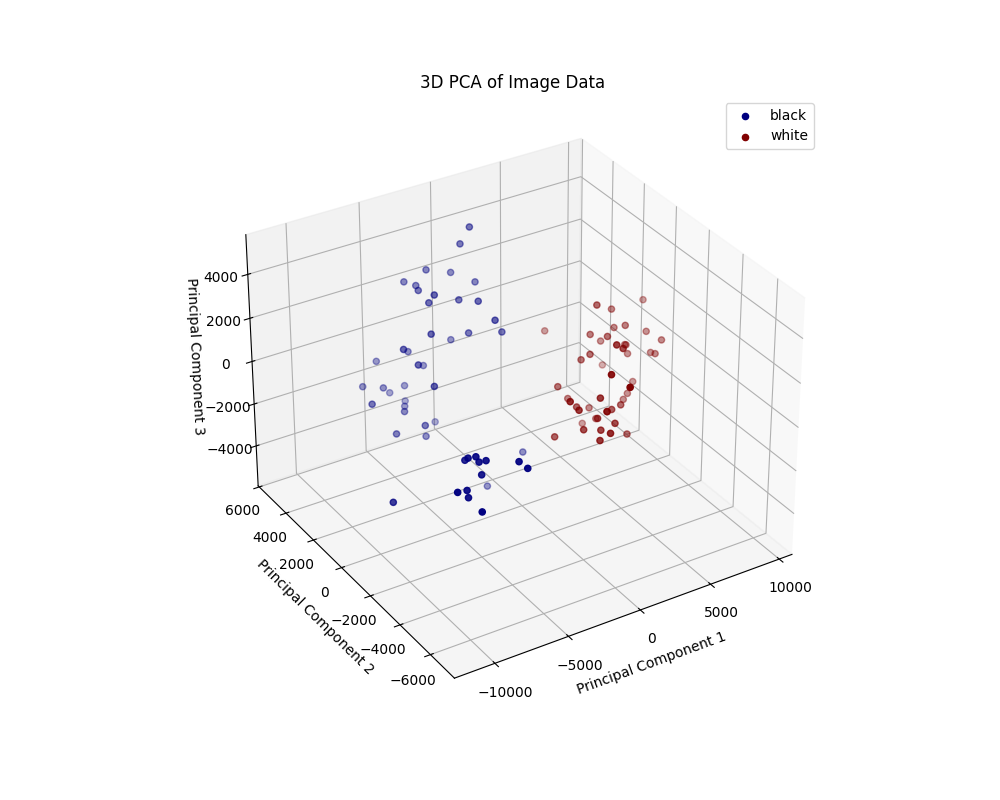 3D PCA of Image Data
black
white
4000
2000
0
−2000
−4000
Principal Component 3
6000
4000
2000
0
−2000
−4000
−6000
Principal Component 2
−10000
−5000
0
5000
10000
Principal Component 1